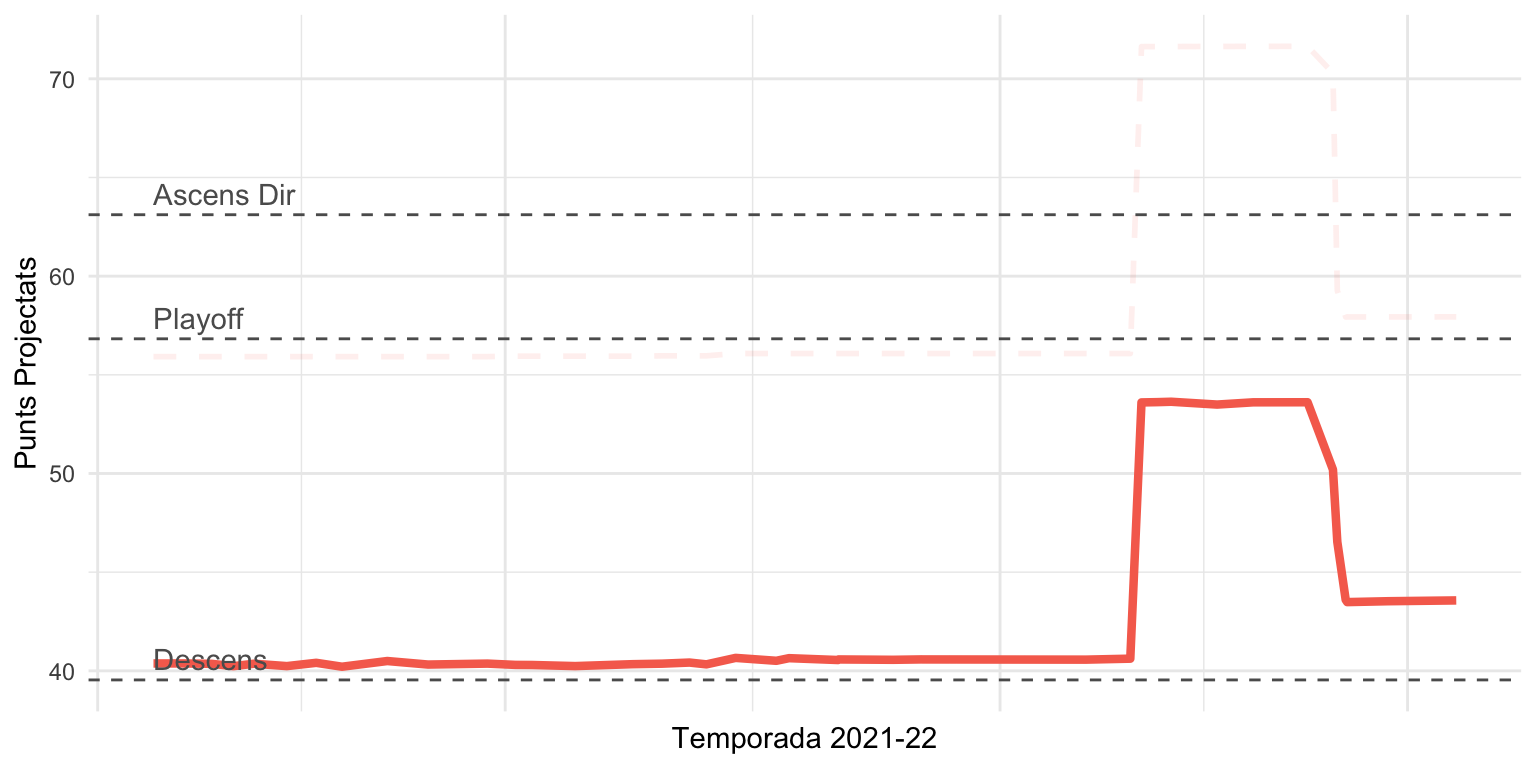 70
60
50
40
Punts Projectats
Ascens Dir
Playoff
Descens
Temporada 2021-22